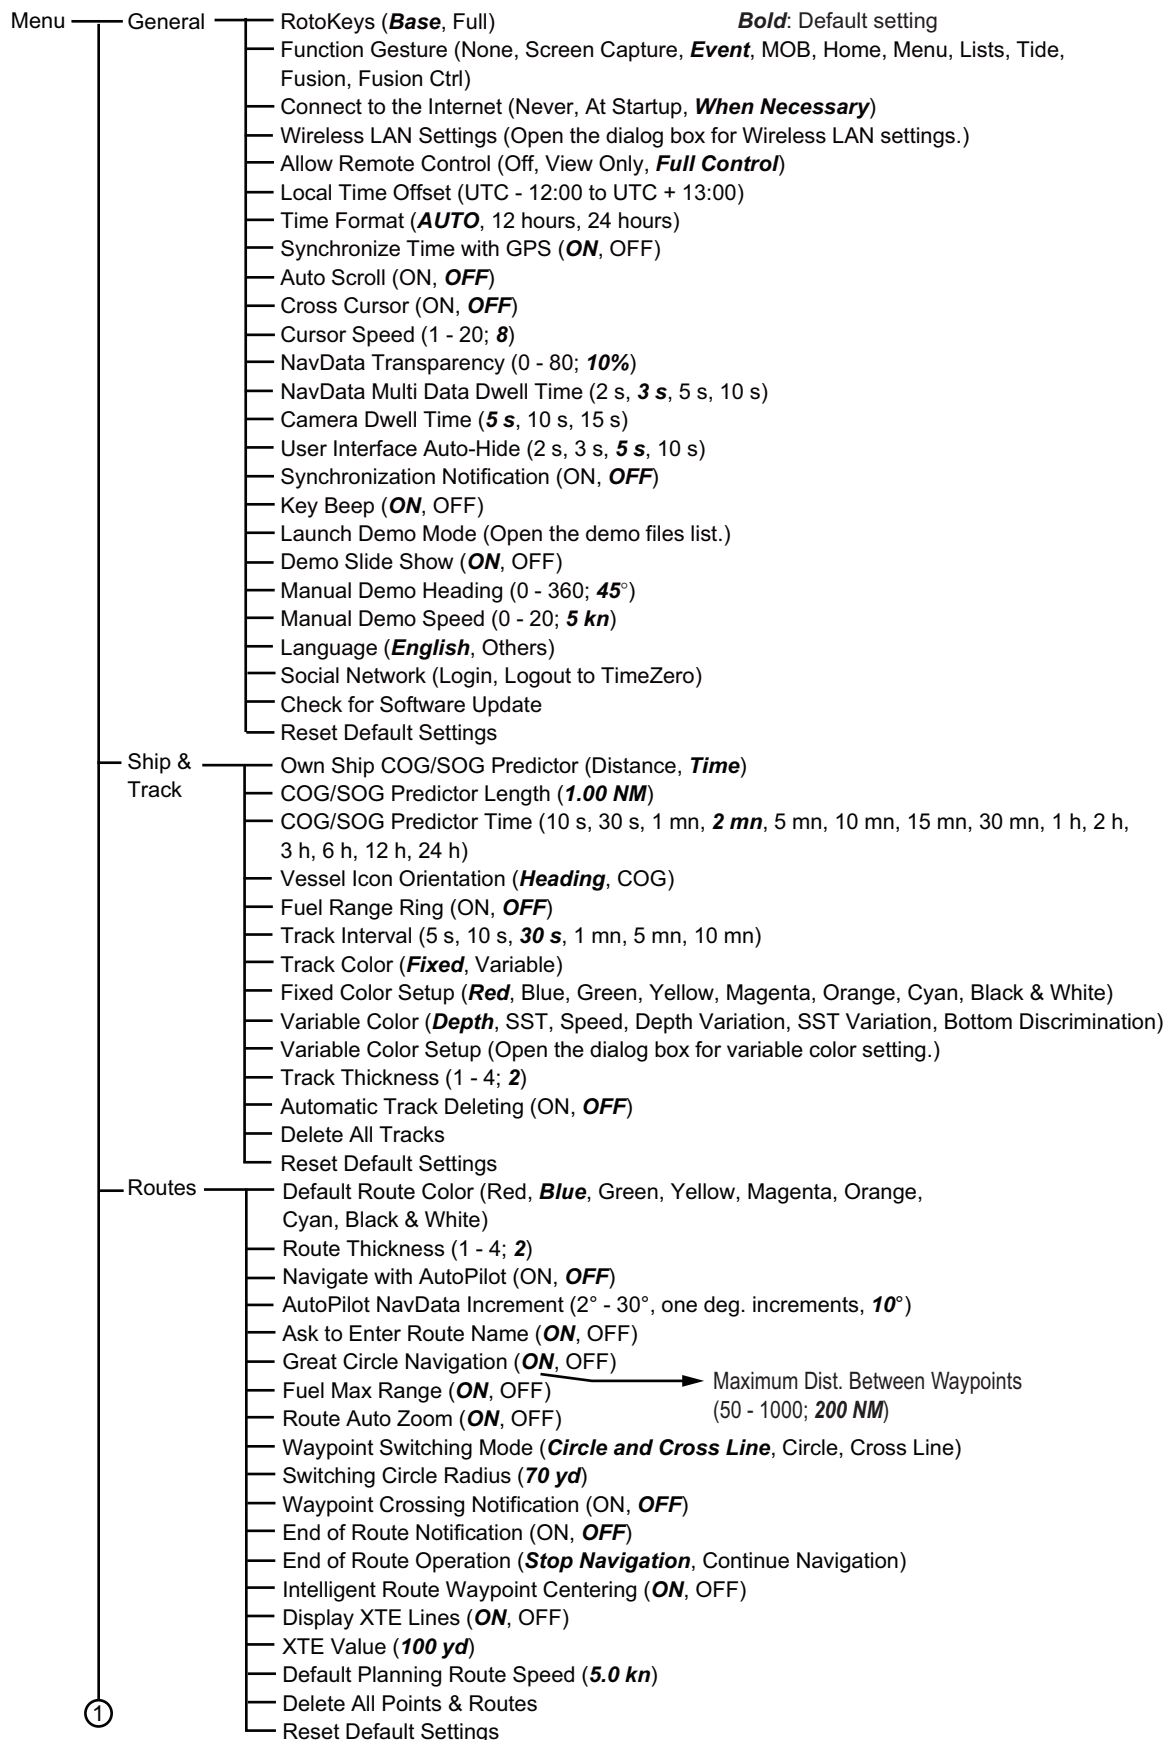 Menu
General
RotoKeys (Base, Full)
Bold: Default setting
Function Gesture (None, Screen Capture, Event, MOB, Home, Menu, Lists, Tide,
Fusion, Fusion Ctrl)
Connect to the Internet (Never, At Startup, When Necessary)
Wireless LAN Settings (Open the dialog box for Wireless LAN settings.)
Allow Remote Control (Off, View Only, Full Control)
Local Time Offset (UTC - 12:00 to UTC + 13:00)
Time Format (AUTO, 12 hours, 24 hours)
Synchronize Time with GPS (ON, OFF)
Auto Scroll (ON, OFF)
Cross Cursor (ON, OFF)
Cursor Speed (1 - 20; 8)
NavData Transparency (0 - 80; 10%)
NavData Multi Data Dwell Time (2 s, 3 s, 5 s, 10 s)
Camera Dwell Time (5 s, 10 s, 15 s)
User Interface Auto-Hide (2 s, 3 s, 5 s, 10 s)
Synchronization Notification (ON, OFF)
Key Beep (ON, OFF)
Launch Demo Mode (Open the demo files list.)
Demo Slide Show (ON, OFF)
Manual Demo Heading (0 - 360; 45°)
Manual Demo Speed (0 - 20; 5 kn)
Language (English, Others)
Social Network (Login, Logout to TimeZero)
Check for Software Update
Reset Default Settings
Ship &
Track
Own Ship COG/SOG Predictor (Distance, Time)
COG/SOG Predictor Length (1.00 NM)
COG/SOG Predictor Time (10 s, 30 s, 1 mn, 2 mn, 5 mn, 10 mn, 15 mn, 30 mn, 1 h, 2 h,
3 h, 6 h, 12 h, 24 h)
Vessel Icon Orientation (Heading, COG)
Fuel Range Ring (ON, OFF)
Track Interval (5 s, 10 s, 30 s, 1 mn, 5 mn, 10 mn)
Track Color (Fixed, Variable)
Fixed Color Setup (Red, Blue, Green, Yellow, Magenta, Orange, Cyan, Black & White)
Variable Color (Depth, SST, Speed, Depth Variation, SST Variation, Bottom Discrimination)
Variable Color Setup (Open the dialog box for variable color setting.)
Track Thickness (1 - 4; 2)
Automatic Track Deleting (ON, OFF)
Delete All Tracks
Reset Default Settings
Routes
Default Route Color (Red, Blue, Green, Yellow, Magenta, Orange,
Cyan, Black & White)
Route Thickness (1 - 4; 2)
Navigate with AutoPilot (ON, OFF)
AutoPilot NavData Increment (2° - 30°, one deg. increments, 10°)
Ask to Enter Route Name (ON, OFF)
Great Circle Navigation (ON, OFF)
Maximum Dist. Between Waypoints
(50 - 1000; 200 NM)
Fuel Max Range (ON, OFF)
Route Auto Zoom (ON, OFF)
Waypoint Switching Mode (Circle and Cross Line, Circle, Cross Line)
Switching Circle Radius (70 yd)
Waypoint Crossing Notification (ON, OFF)
End of Route Notification (ON, OFF)
End of Route Operation (Stop Navigation, Continue Navigation)
Intelligent Route Waypoint Centering (ON, OFF)
Display XTE Lines (ON, OFF)
XTE Value (100 yd)
Default Planning Route Speed (5.0 kn)
Delete All Points & Routes
Reset Default Settings
1